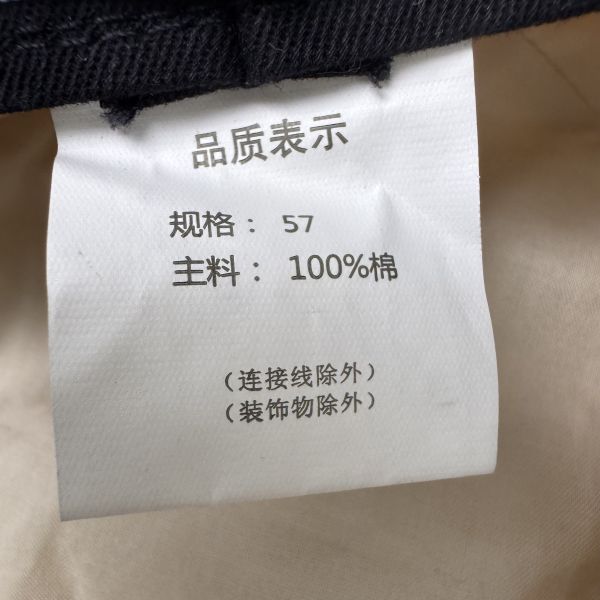 品质表示
规格：57
主料：100%棉
（连接线除外）
（装饰物除外）